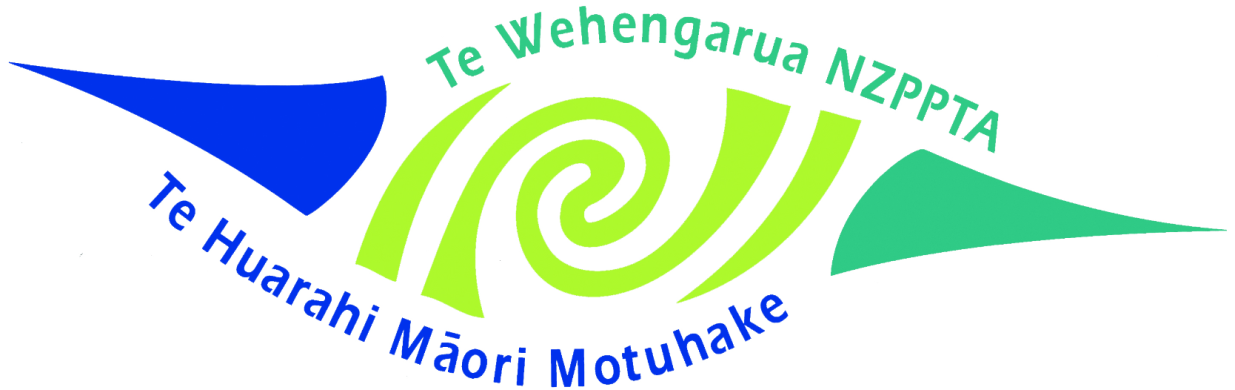 Te Wehengarua NZPPTA
Te Huarahi Māori Motuhake